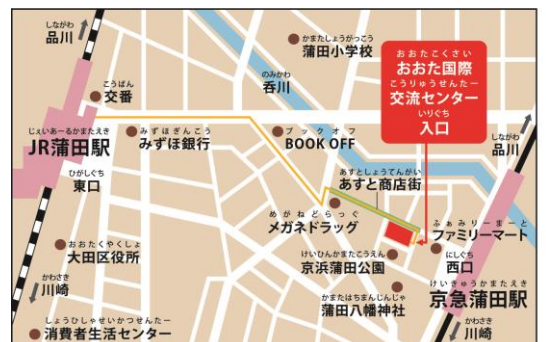 しながわ
品川
こうばん
交番
じぇいあーるかまたえき
JR蒲田駅
ひがしぐち
東口
みずほぎんこう
みずほ銀行
おおたくやくしょ
大田区役所
かわさき
川崎
しょうひしゃせいかつせんたー
消費者生活センター
かまたしょうがっこう
蒲田小学校
のみかわ
呑川
ブックオフ
BOOK OFF
あすとしょうてんがい
あすと商店街
めがねどらっぐ
メガネドラッグ
けいひんかまたこうえん
京浜蒲田公園
かまたはちまんじんじゃ
蒲田八幡神社
おおたこくさい
おおた国際
こうりゅうせんたー
交流センター
いりぐち
入口
しながわ
品川
ふぁみりーまーと
ファミリーマート
にしぐち
西口
けいきゅうかまたえき
京急蒲田駅
かわさき
川崎